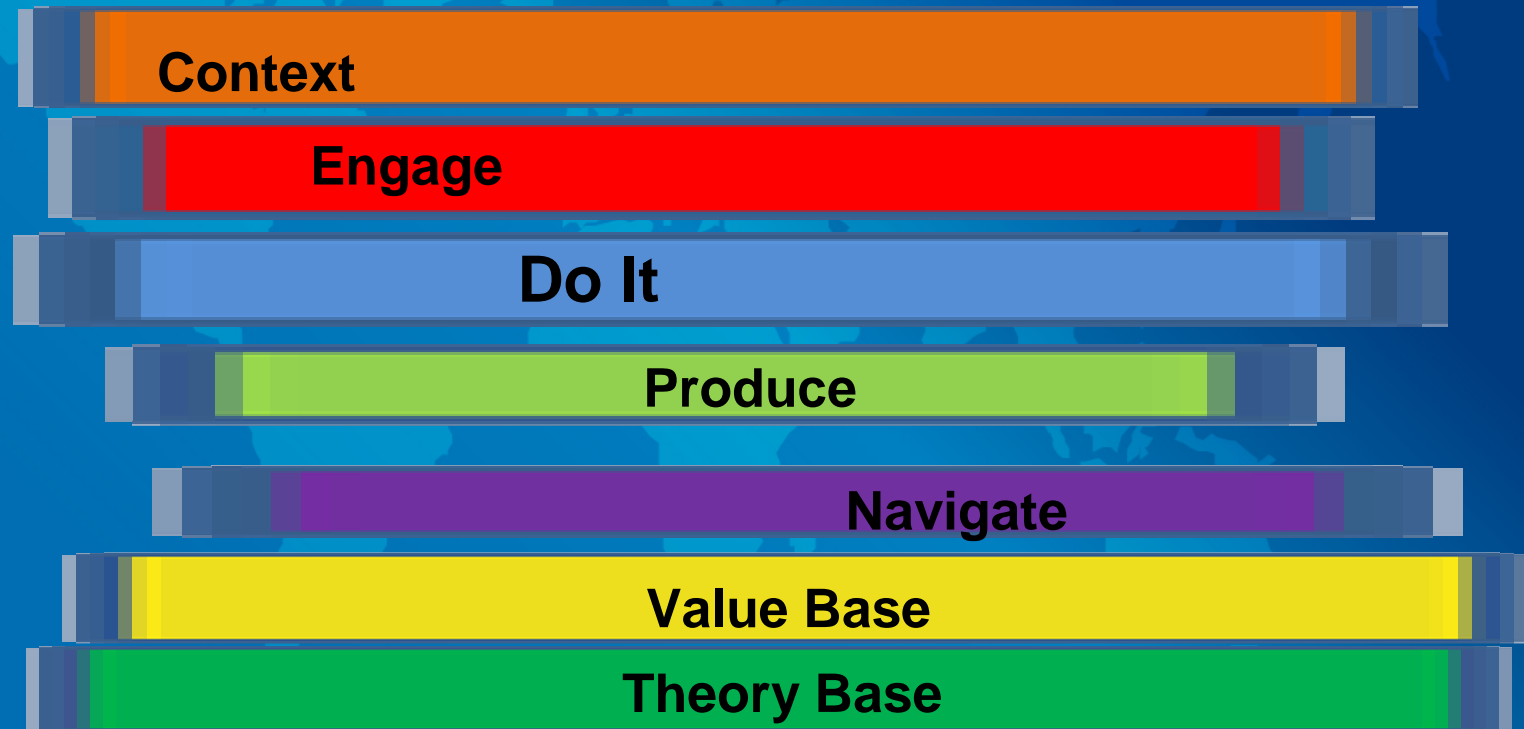 Context
Engage
Do It
Produce
Navigate
Value Base
Theory Base